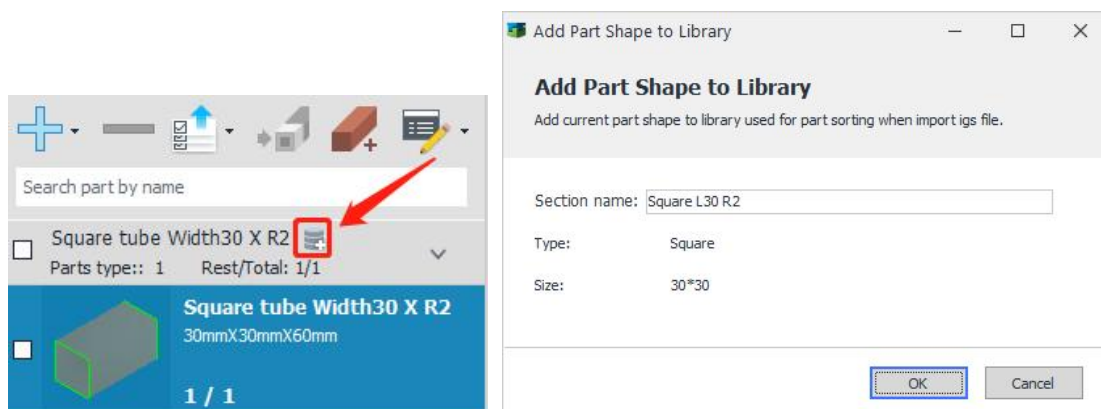 Search part by name
Square tube Width30 X R2
Parts type:: 1 Rest/Total: 1/1
Square tube Width30 X R2
30mmX30mmX60mm
1 / 1
Add Part Shape to Library
Add Part Shape to Library
Add current part shape to library used for part sorting when import igs file.
Section name: Square L30 R2
Type: Square
Size: 30*30
OK Cancel